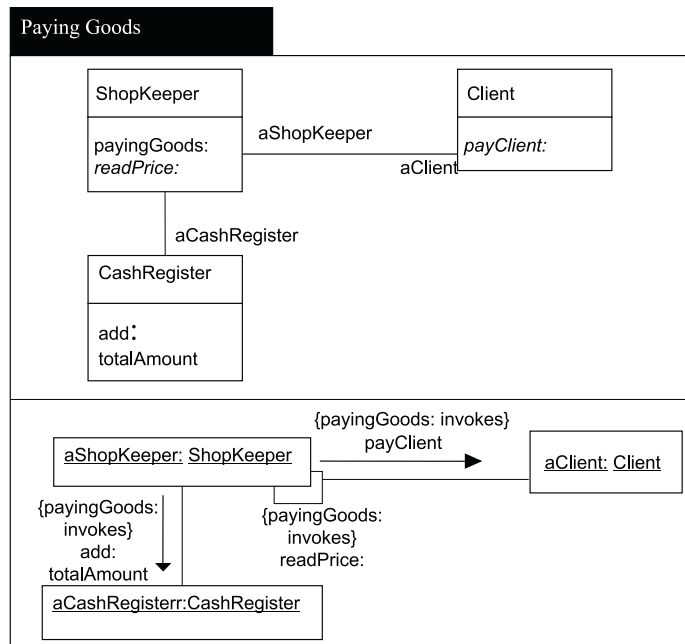 Paying Goods
ShopKeeper
Client
aShopKeeper
payingGoods:
readPrice:
payClient:
aClient
aCashRegister
CashRegister
add:
totalAmount
{payingGoods: invokes}
payClient
aShopKeeper: ShopKeeper
aClient: Client
{payingGoods:
invokes}
add:
totalAmount
{payingGoods:
invokes}
readPrice:
aCashRegisterr:CashRegister